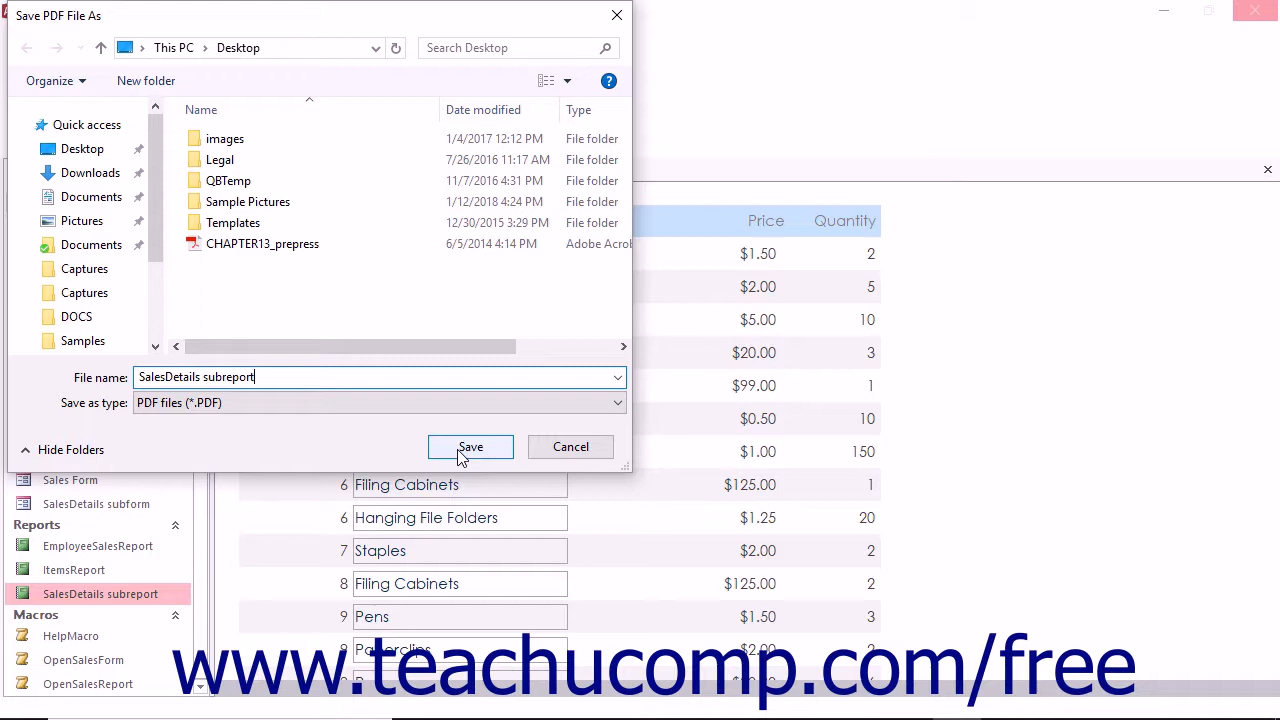 Save PDF File As
This PC > Desktop
Search Desktop
Organize
New folder
Name
Date modified
Type
Quick access
Desktop
Downloads
Documents
Pictures
Documents
Captures
Captures
DOCS
Samples
images 1/4/2017 12:12 PM File folder
Legal 7/26/2016 11:17 AM File folder
QBTemp 11/7/2016 4:31 PM File folder
Sample Pictures 1/12/2018 4:24 PM File folder
Templates 12/30/2015 3:29 PM File folder
CHAPTER13_prepress 6/5/2014 4:14 PM Adobe Acro
File name: SalesDetails subreport
Save as type: PDF files (*.PDF)
Hide Folders
Save
Cancel
Price Quantity
$1.50 2
$2.00 5
$5.00 10
$20.00 3
$99.00 1
$0.50 10
$1.00 150
6 Filing Cabinets $125.00 1
6 Hanging File Folders $1.25 20
7 Staples $2.00 2
8 Filing Cabinets $125.00 2
9 Pens $1.50 3
9 Paperclips $2.00
Sales Form
SalesDetails subform
Reports
EmployeeSalesReport
ItemsReport
SalesDetails subreport
Macros
HelpMacro
OpenSalesForm
OpenSalesReport
www.teachucomp.com/free